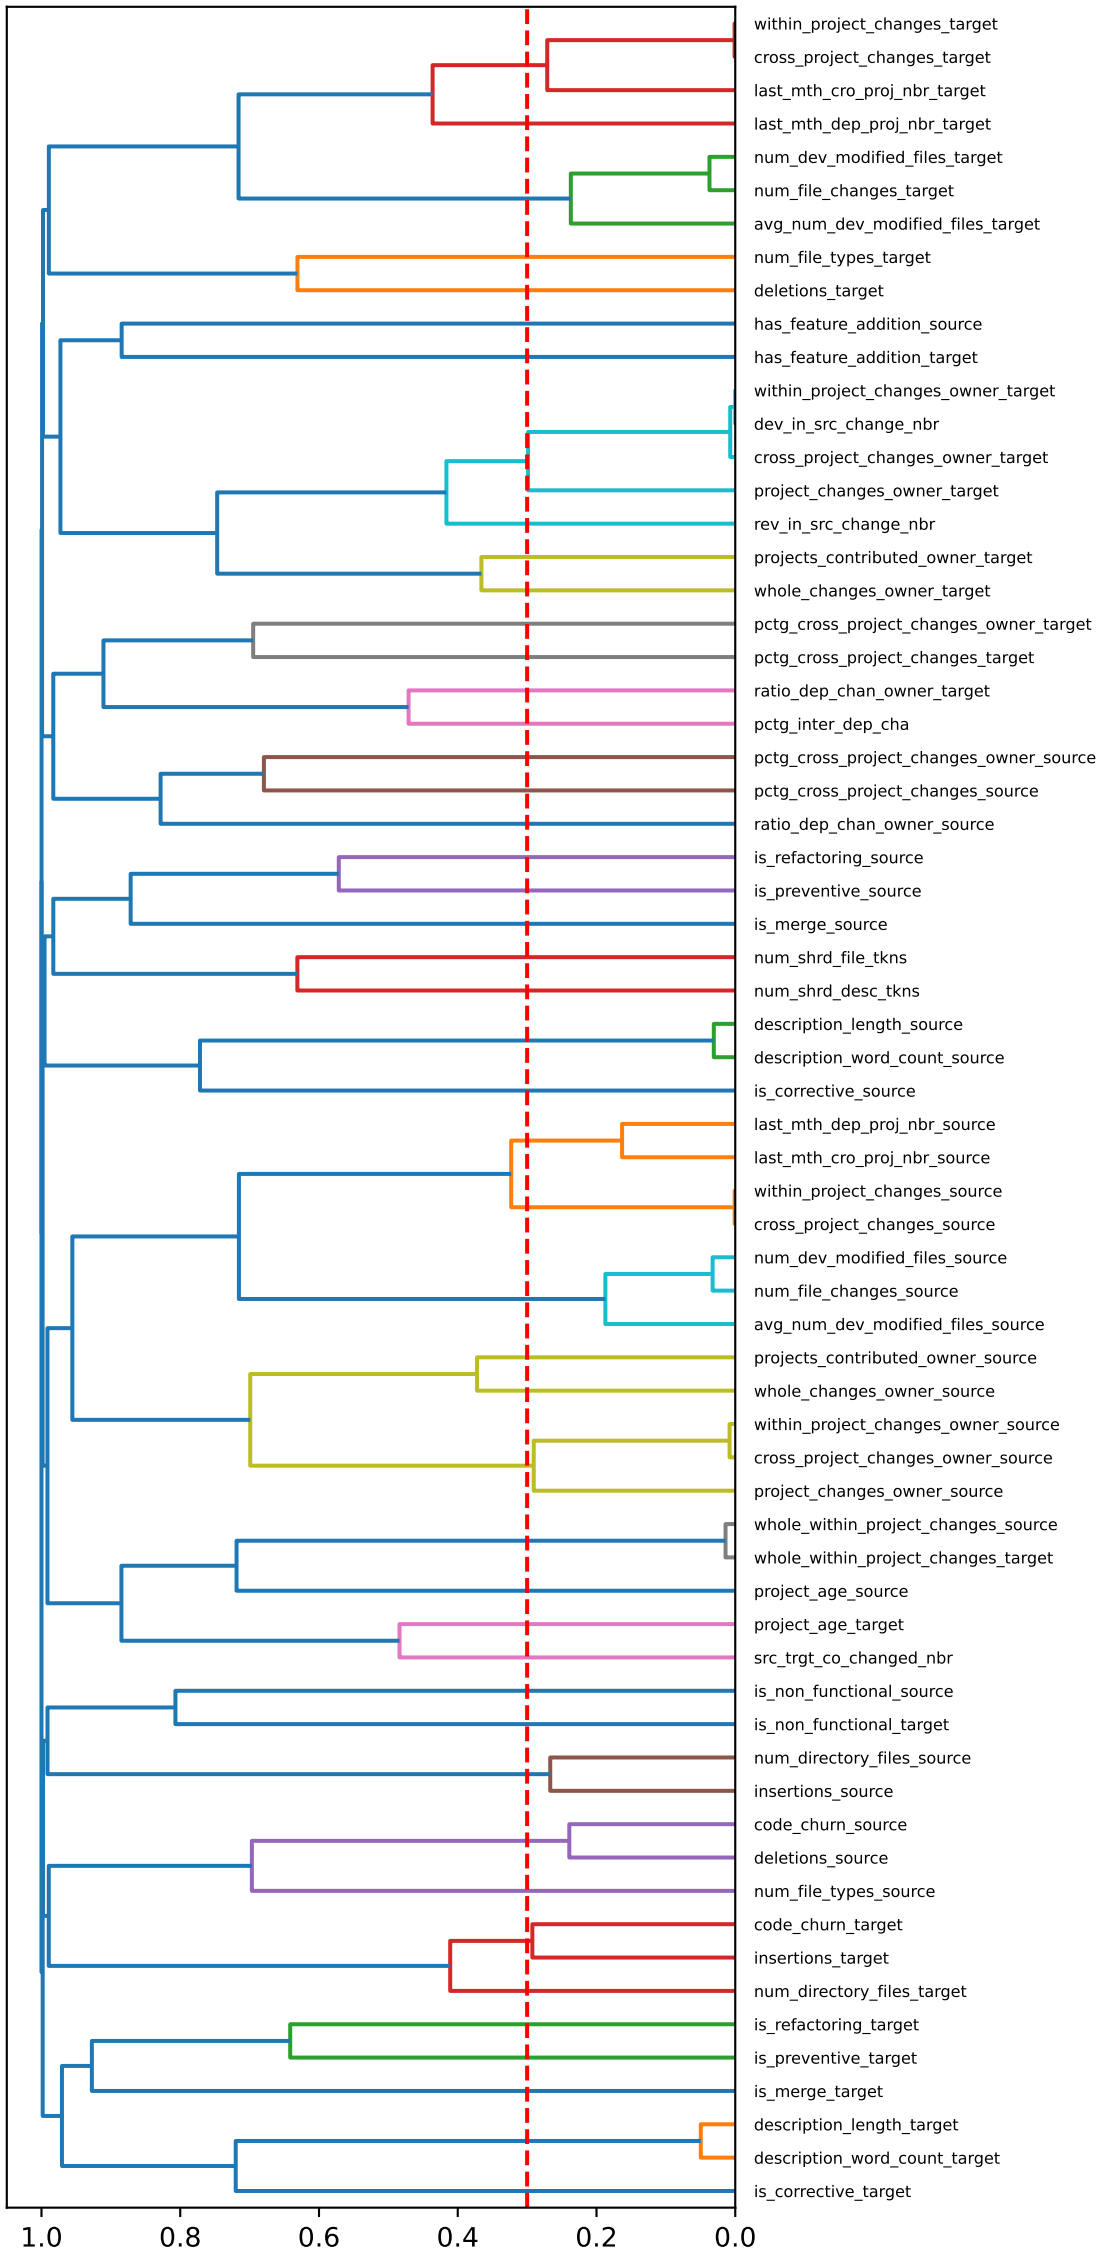 within_project_changes_target
cross_project_changes_target
last_mth_cro_proj_nbr_target
last_mth_dep_proj_nbr_target
num_dev_modified_files_target
num_file_changes_target
avg_num_dev_modified_files_target
num_file_types_target
deletions_target
has_feature_addition_source
has_feature_addition_target
within_project_changes_owner_target
dev_in_src_change_nbr
cross_project_changes_owner_target
project_changes_owner_target
rev_in_src_change_nbr
projects_contributed_owner_target
whole_changes_owner_target
pctg_cross_project_changes_owner_target
pctg_cross_project_changes_target
ratio_dep_chan_owner_target
pctg_inter_dep_cha
pctg_cross_project_changes_owner_source
pctg_cross_project_changes_source
ratio_dep_chan_owner_source
is_refactoring_source
is_preventive_source
is_merge_source
num_shrd_file_tkns
num_shrd_desc_tkns
description_length_source
description_word_count_source
is_corrective_source
last_mth_dep_proj_nbr_source
last_mth_cro_proj_nbr_source
within_project_changes_source
cross_project_changes_source
num_dev_modified_files_source
num_file_changes_source
avg_num_dev_modified_files_source
projects_contributed_owner_source
whole_changes_owner_source
within_project_changes_owner_source
cross_project_changes_owner_source
project_changes_owner_source
whole_within_project_changes_source
whole_within_project_changes_target
project_age_source
project_age_target
src_trgt_co_changed_nbr
is_non_functional_source
is_non_functional_target
num_directory_files_source
insertions_source
code_churn_source
deletions_source
num_file_types_source
code_churn_target
insertions_target
num_directory_files_target
is_refactoring_target
is_preventive_target
is_merge_target
description_length_target
description_word_count_target
is_corrective_target
1.0 0.8 0.6 0.4 0.2 0.0